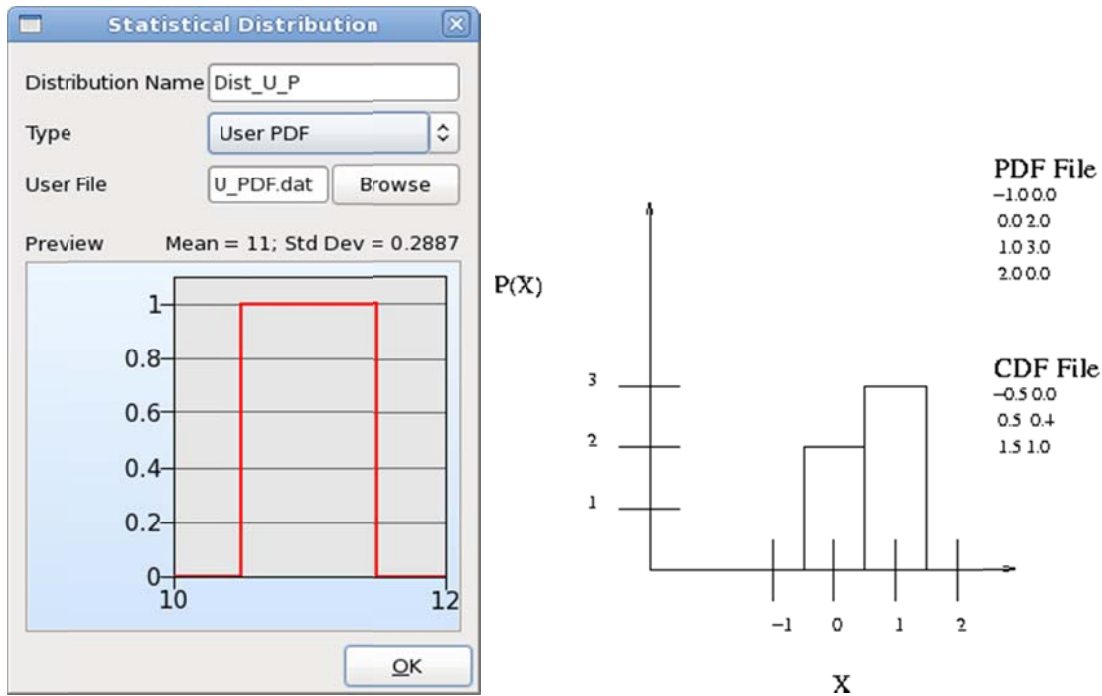 Statistical Distribution
Distribution Name Dist_U_P
Type User PDF
User File U_PDF.dat Browse
Preview Mean = 11; Std Dev = 0.2887
1
0.8
0.6
0.4
0.2
0
10 12
OK
P(X)
3
2
1
-1 0 1 2
X
PDF File
-1.0 0.0
0.0 2.0
1.0 3.0
2.0 0.0
CDF File
-0.5 0.0
0.5 0.4
1.5 1.0